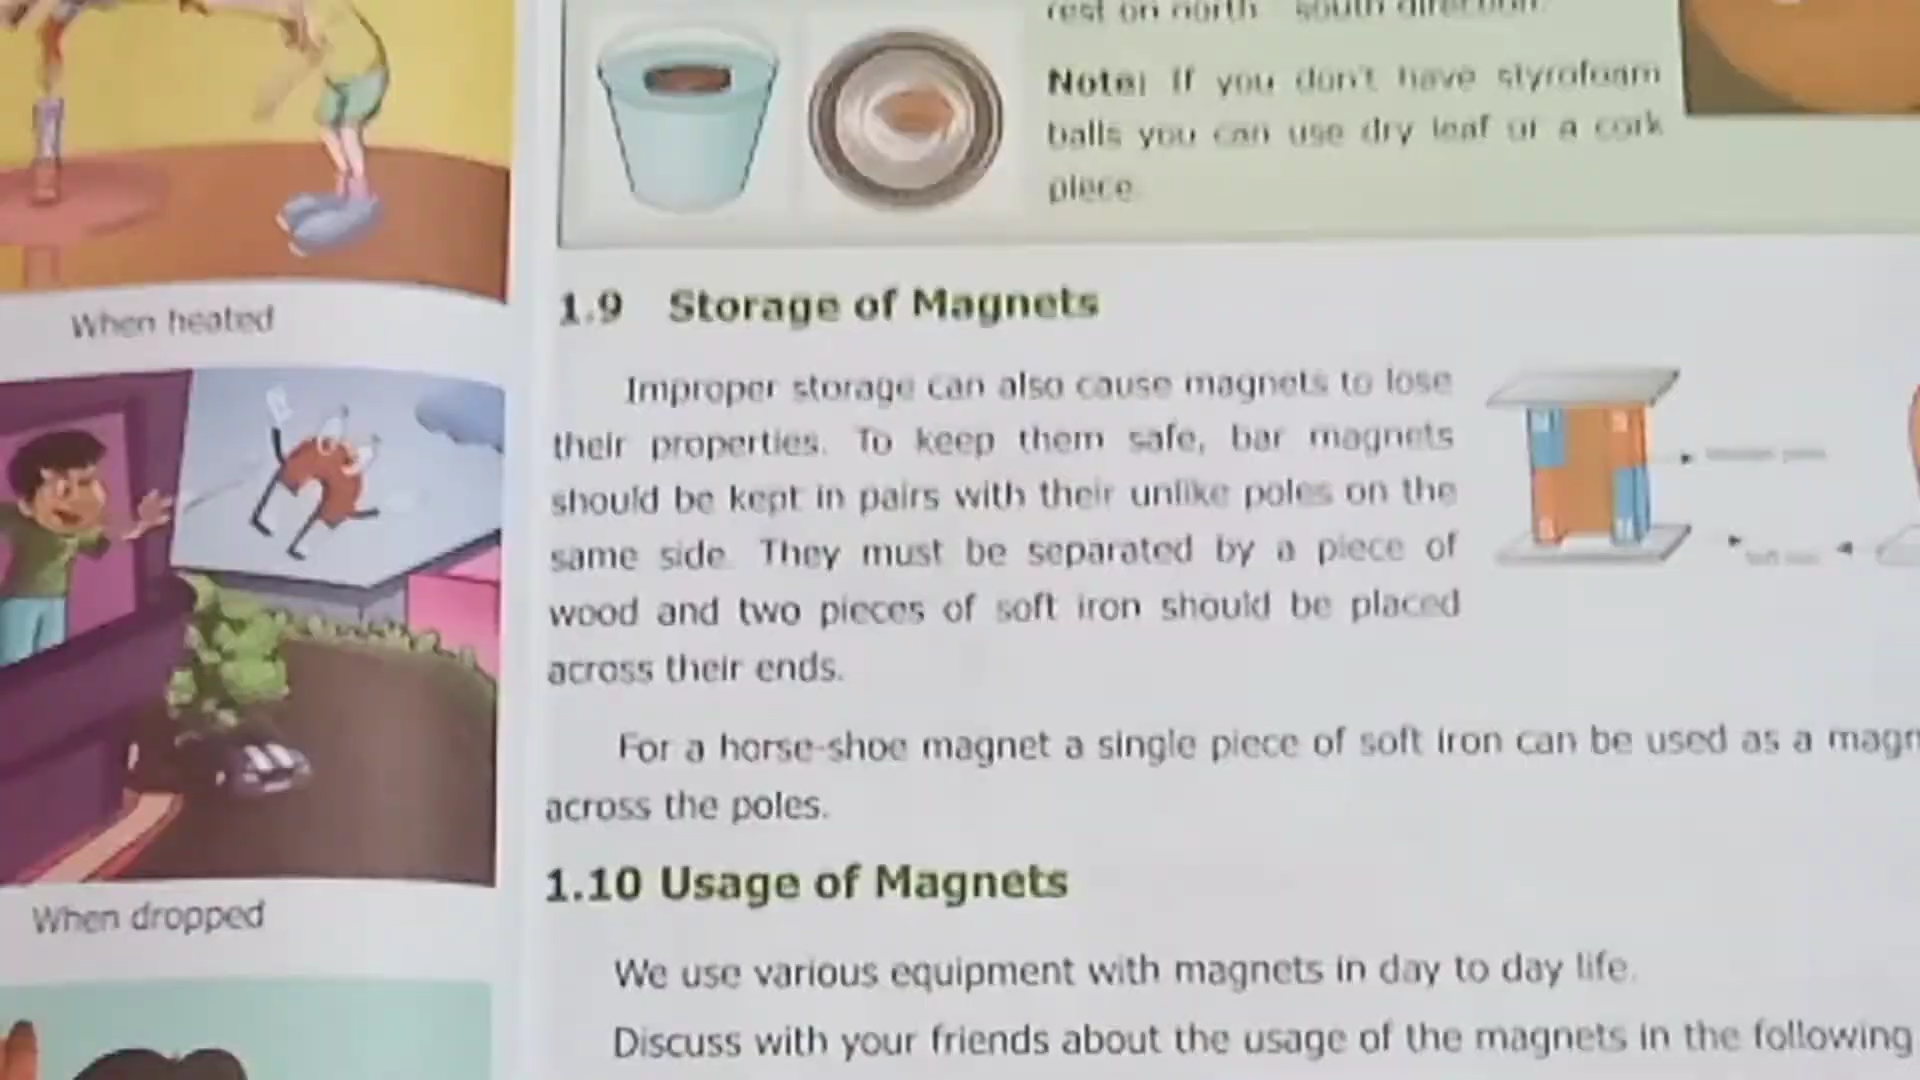 rest on north - south direction.
Note: If you don't have styrofoam
balls you can use dry leaf or a cork
piece.
When heated
When dropped
1.9 Storage of Magnets
Improper storage can also cause magnets to lose
their properties. To keep them safe, bar magnets
should be kept in pairs with their unlike poles on the
same side. They must be separated by a piece of
wood and two pieces of soft iron should be placed
across their ends.
For a horse-shoe magnet a single piece of soft iron can be used as a magn
across the poles.
1.10 Usage of Magnets
We use various equipment with magnets in day to day life.
Discuss with your friends about the usage of the magnets in the following